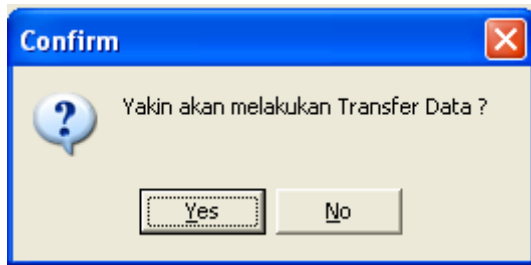 Confirm
Yakin akan melakukan Transfer Data ?
Yes No